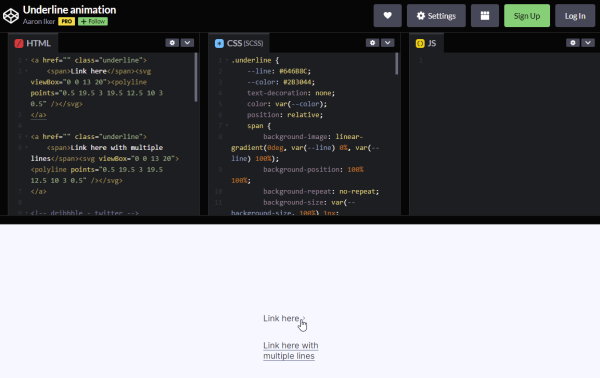 Underline animation
Aaron Iker PRO + Follow
Settings
Sign Up
Log In
HTML
1 <a href="" class="underline">
2 <span>Link here</span><svg
viewBox="0 0 13 20"><polyline
points="0.5 19.5 3 19.5 12.5 10 3
0.5" /></svg>
3 </a>
<a href="" class="underline">
<span>Link here with multiple
lines</span><svg viewBox="0 0 13 20">
<polyline points="0.5 19.5 3 19.5
12.5 10 3 0.5" /></svg>
</a>
<!-- dribbble - twitter -->
CSS (SCSS)
1 .underline {
2 --line: #646B8C;
3 --color: #2B3044;
4 text-decoration: none;
5 color: var(--color);
6 position: relative;
7 span {
8 background-image: linear-
gradient(0deg, var(--line) 0%, var(--
line) 100%);
9 background-position: 100%
100%;
10 background-repeat: no-repeat;
11 background-size: var(--
background-size, 100%) 1px;
JS
1
Link here
Link here with
multiple lines